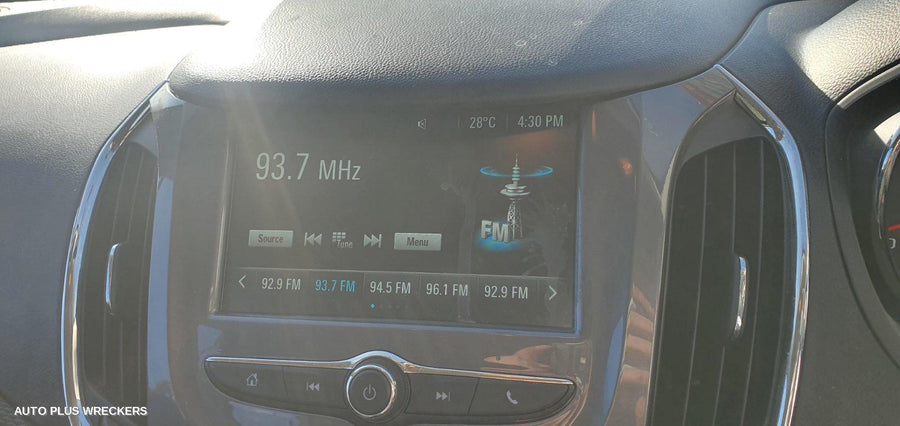 28°C 4:30 PM
93.7 MHz
FM
Source Tune Menu
92.9 FM 93.7 FM 94.5 FM 96.1 FM 92.9 FM
AUTO PLUS WRECKERS